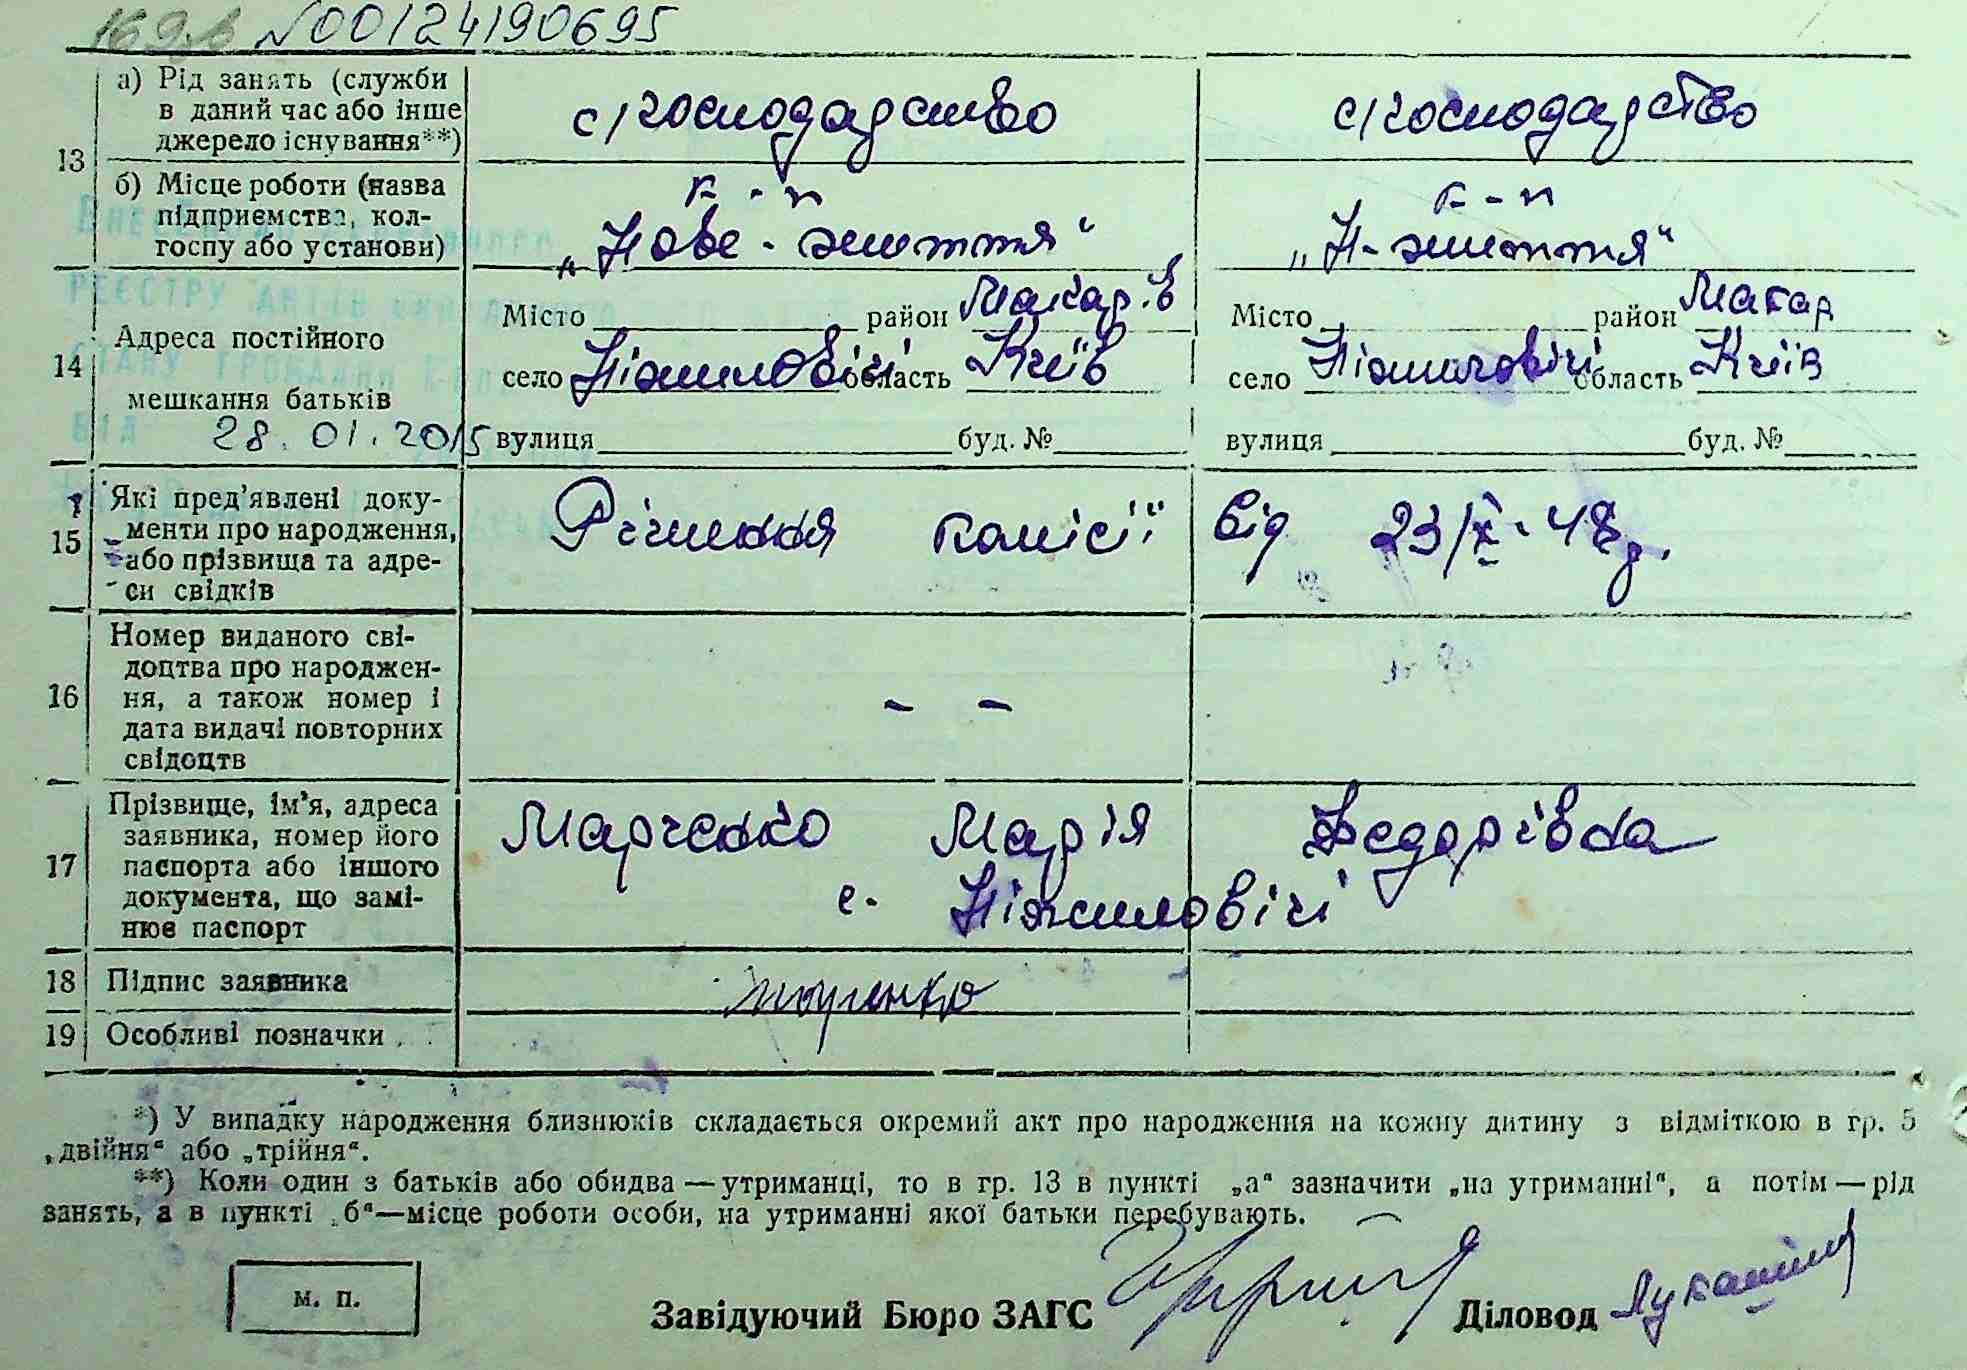 №00124190695
13
а) Рід занять (служби в даний час або інше джерело існування**)
с/господарство
с/господарство
б) Місце роботи (назва підприємства, колгоспу або установи)
к-п
„Нове-життя“
к-п
„Н-життя“
14
Адреса постійного
мешкання батьків
28.01.2015
Місто район Макарів
село Ніжиловічі область Київ
вулиця буд. №
Місто район Макар
село Ніжиловічі область Київ
вулиця буд. №
15
Які пред’явлені документи про народження, або прізвища та адреси свідків
Рішення комісії від 23/X-48р.
16
Номер виданого свідоцтва про народження, а також номер і дата видачі повторних свідоцтв
— —
17
Прізвище, ім’я, адреса заявника, номер його паспорта або іншого документа, що замінює паспорт
Марченко Марія Федорівна
с. Ніжиловічі
18
Підпис заявника
19
Особливі позначки
*) У випадку народження близнюків складається окремий акт про народження на кожну дитину з відміткою в гр. 5
„двійня“ або „трійня“.
**) Коли один з батьків або обидва — утриманці, то в гр. 13 в пункті „а“ зазначити „на утриманні“, а потім — рід
занять, а в пункті „б“—місце роботи особи, на утриманні якої батьки перебувають.
м. п.
Завідуючий Бюро ЗАГС
Діловод